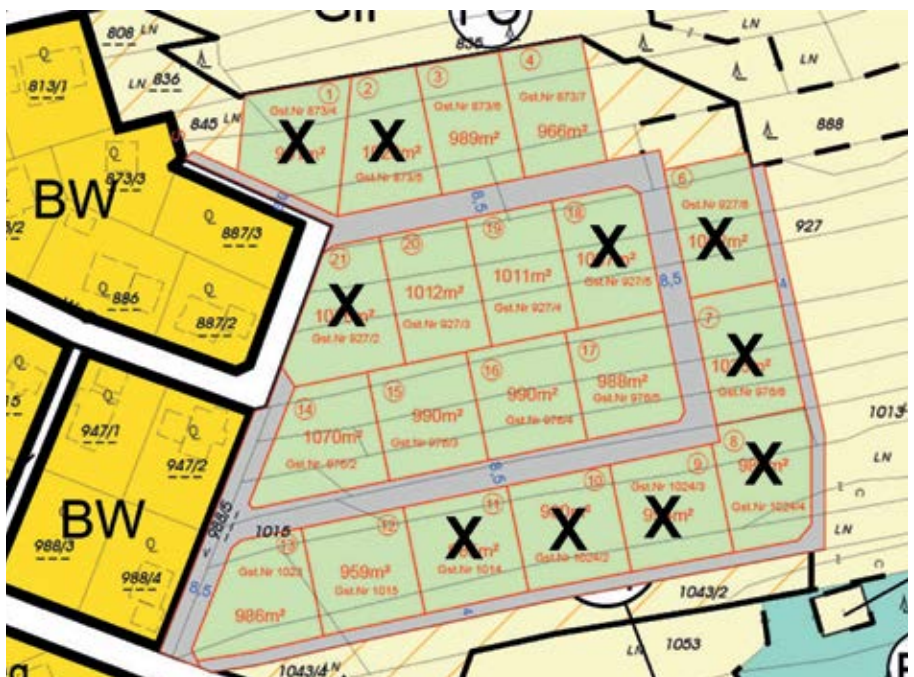 808 LN
835
Q
813/1
LN 836
①
②
③
④
Gst.Nr 873/4
Gst.Nr 873/6
Gst.Nr 873/7
LN
845
989m²
966m²
888
LN
X
X
Gst.Nr 873/5
Q
873/3
BW
Q
887/3
8,5
⑥
Gst.Nr 927/6
X
927
㉑
⑳
⑲
⑱
X
Q
886
Q
887/2
1012m²
1011m²
Gst.Nr 927/5
8,5
4
X
Gst.Nr 927/2
Gst.Nr 927/3
Gst.Nr 927/4
⑦
X
Gst.Nr 976/6
⑭
⑮
⑯
⑰
990m²
990m²
988m²
Gst.Nr 976/5
1070m²
Gst.Nr 976/3
Gst.Nr 976/4
Gst.Nr 976/2
1013
LN
Q
947/1
Q
947/2
⑧
X
Gst.Nr 1024/4
8,5
⑨
Gst.Nr 1024/3
X
⑩
X
Gst.Nr 1024/2
⑪
X
Gst.Nr 1014
⑫
959m²
Gst.Nr 1015
⑬
Gst.Nr 1023
986m²
BW
988/5
1015
988/3
Q
988/4
8,5
4
LN
1043/2
LN
1053
1043/4 LN